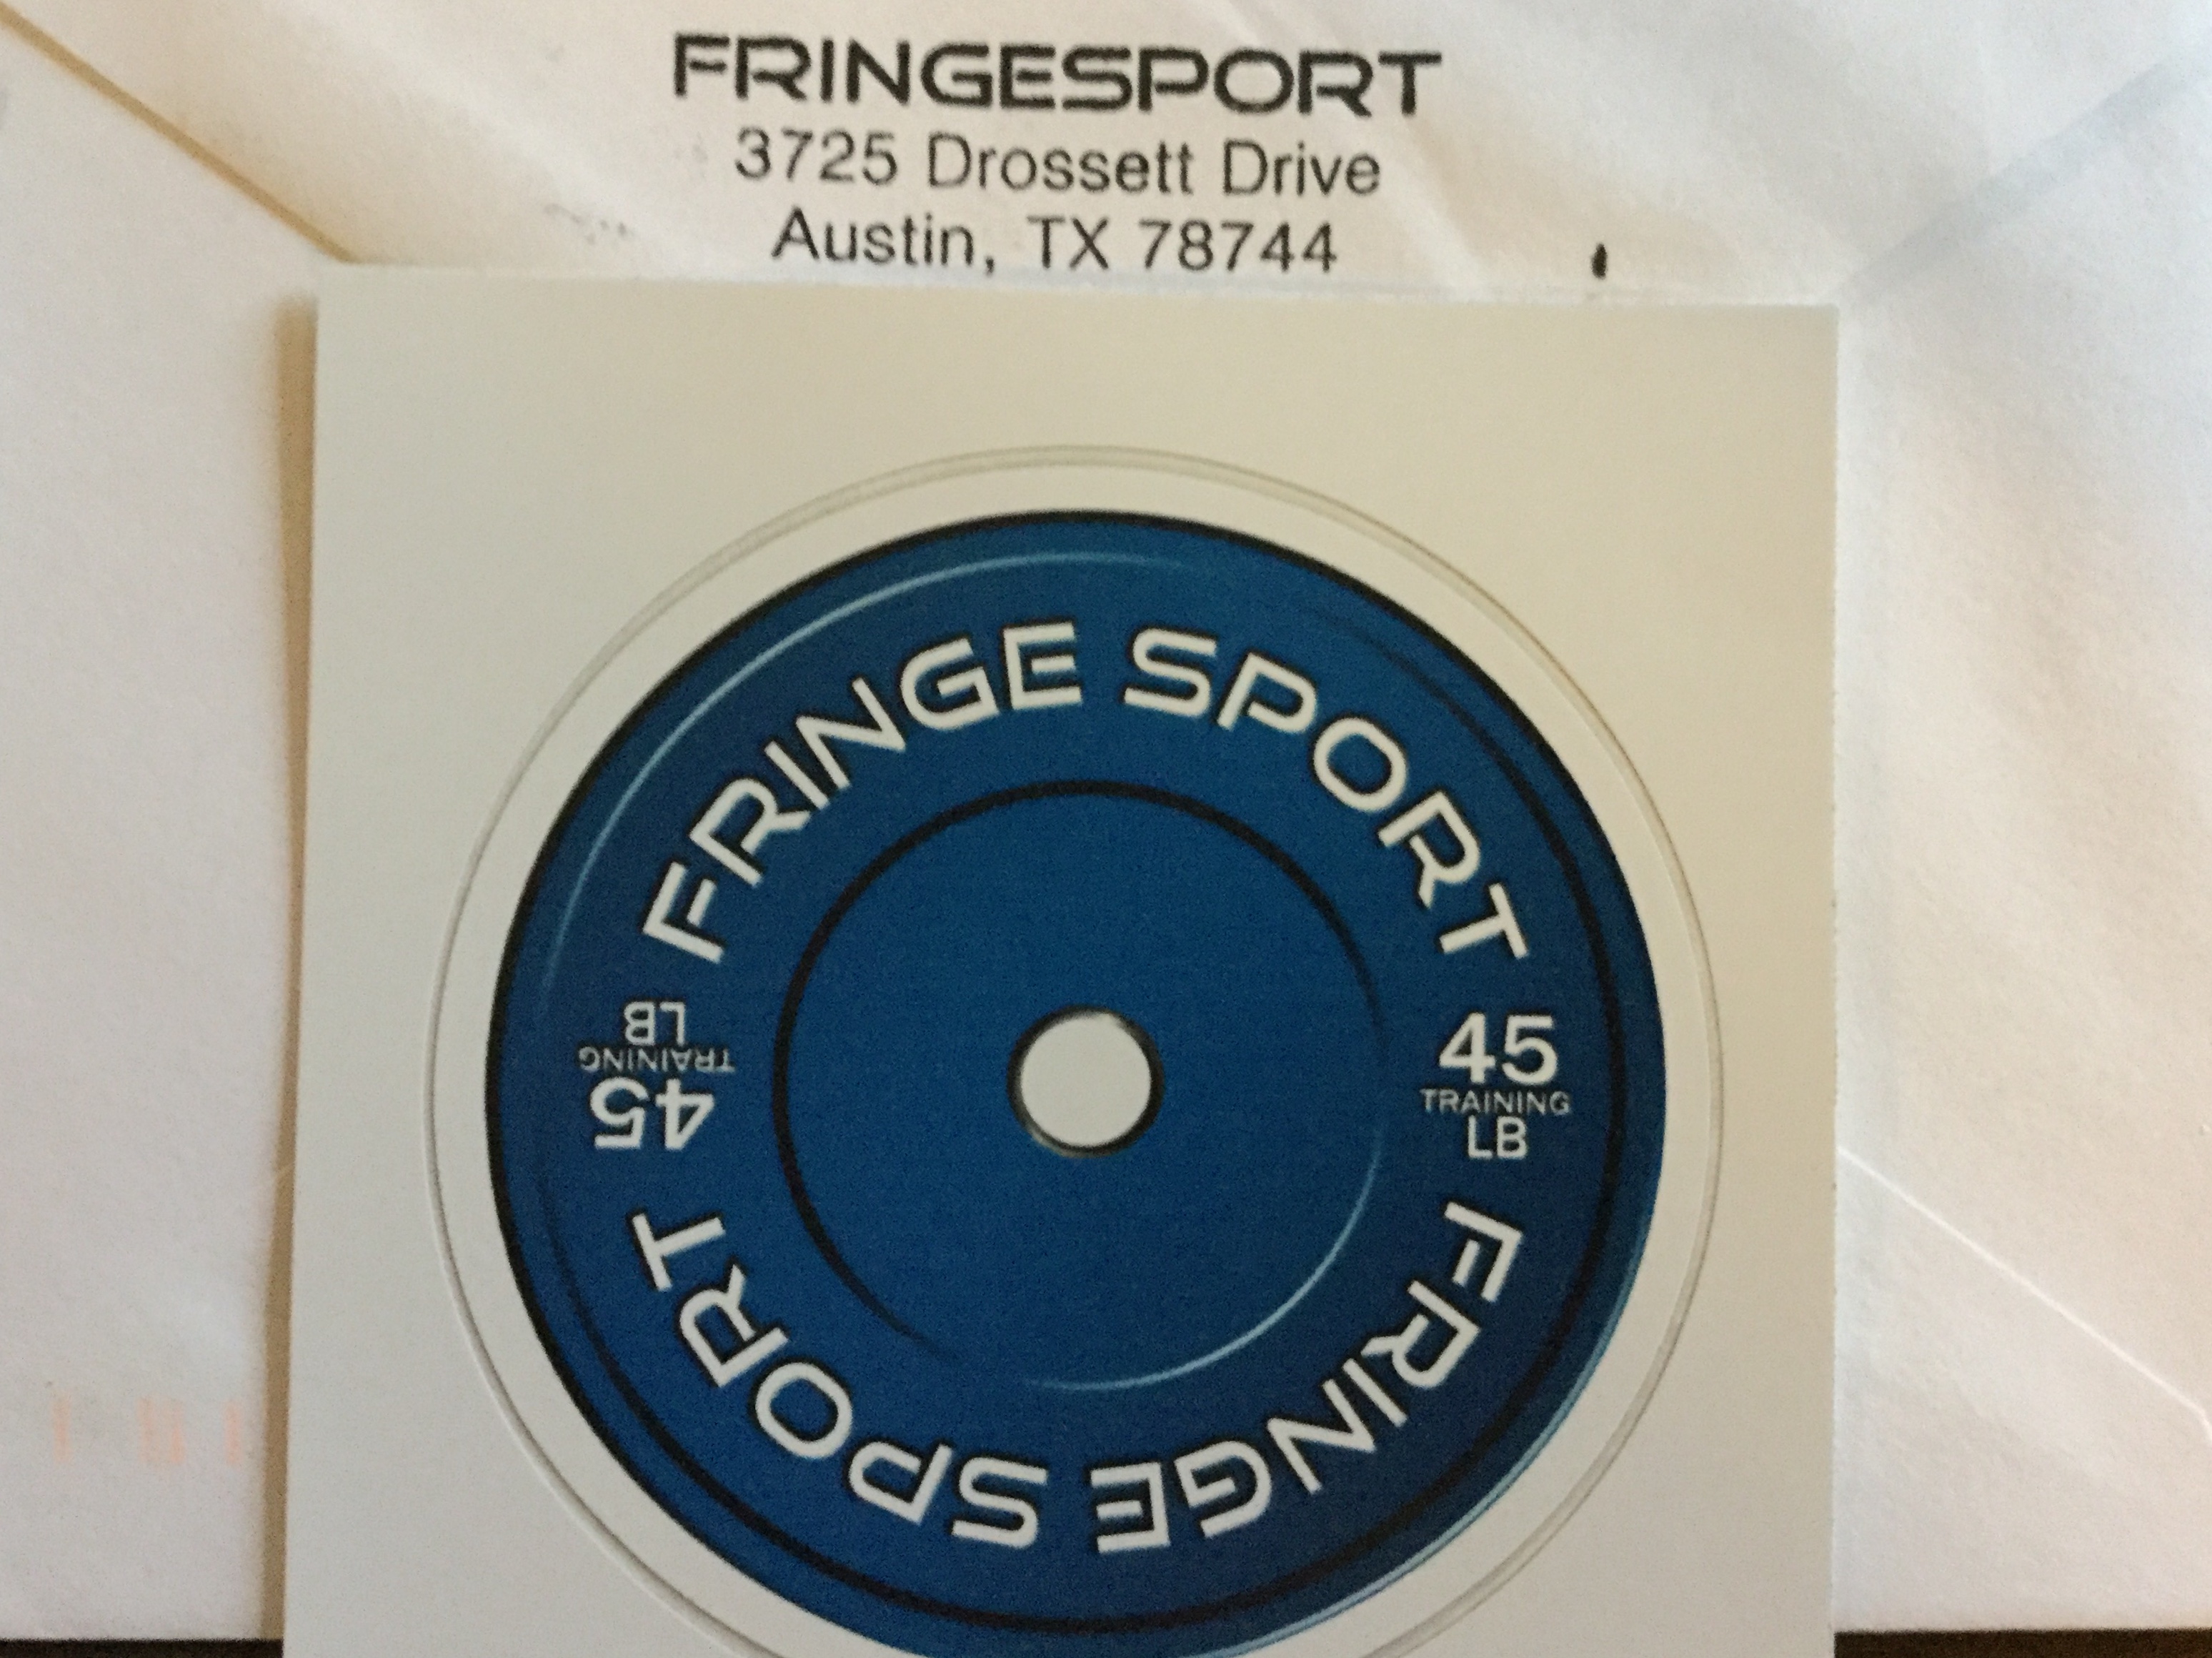 FRINGESPORT
3725 Drossett Drive
Austin, TX 78744
FRINGE SPORT
45
TRAINING
LB
FRINGE SPORT
45
TRAINING
LB